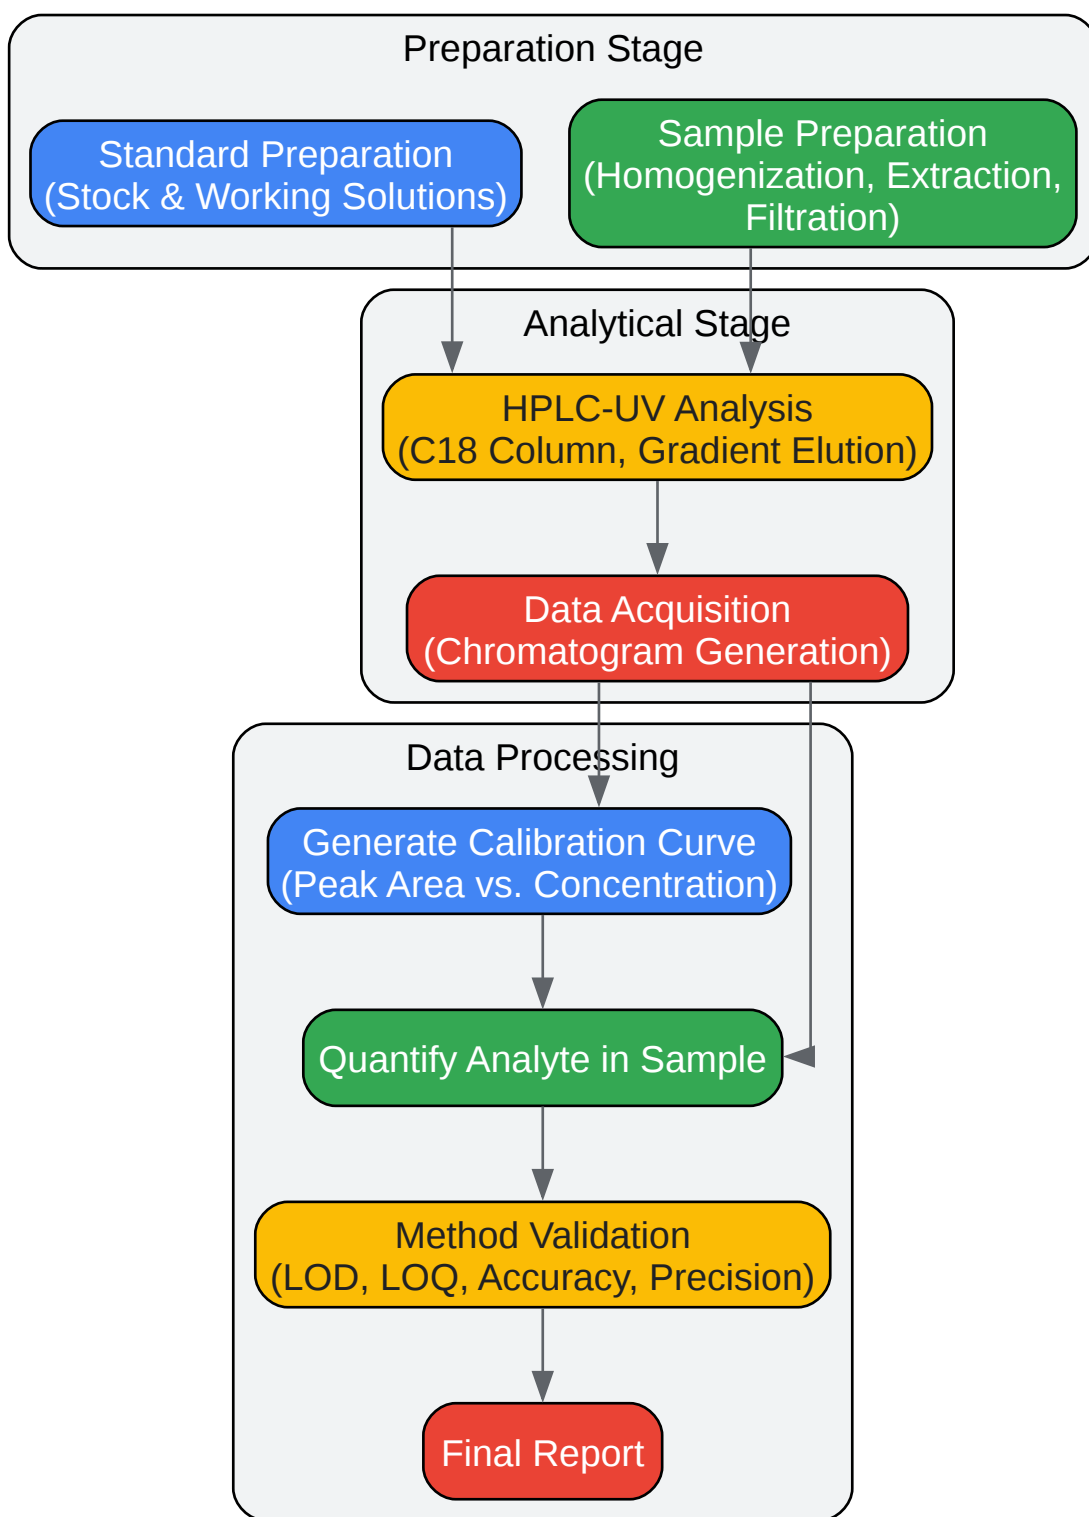 Preparation Stage
Standard Preparation
(Stock & Working Solutions)
Sample Preparation
(Homogenization, Extraction,
Filtration)
Analytical Stage
HPLC-UV Analysis
(C18 Column, Gradient Elution)
Data Acquisition
(Chromatogram Generation)
Data Processing
Generate Calibration Curve
(Peak Area vs. Concentration)
Quantify Analyte in Sample
Method Validation
(LOD, LOQ, Accuracy, Precision)
Final Report